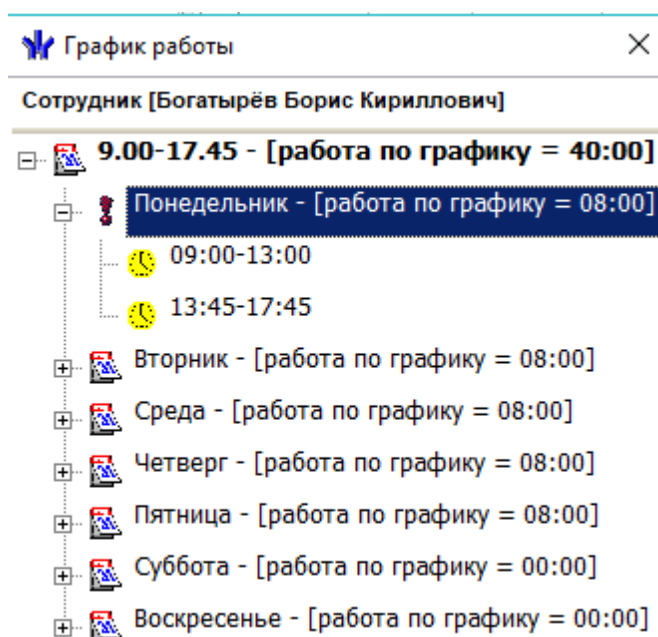 График работы
Сотрудник [Богатырёв Борис Кириллович]
9.00-17.45 - [работа по графику = 40:00]
Понедельник - [работа по графику = 08:00]
09:00-13:00
13:45-17:45
Вторник - [работа по графику = 08:00]
Среда - [работа по графику = 08:00]
Четверг - [работа по графику = 08:00]
Пятница - [работа по графику = 08:00]
Суббота - [работа по графику = 00:00]
Воскресенье - [работа по графику = 00:00]